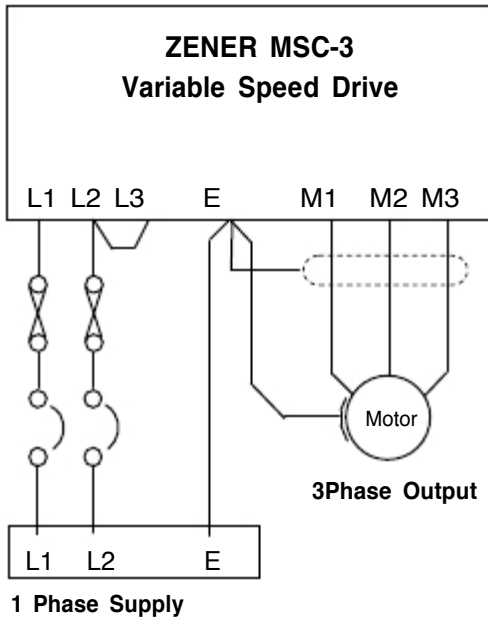 ZENER MSC-3
Variable Speed Drive
L1 L2 L3 E M1 M2 M3
Motor
3Phase Output
L1 L2 E
1 Phase Supply